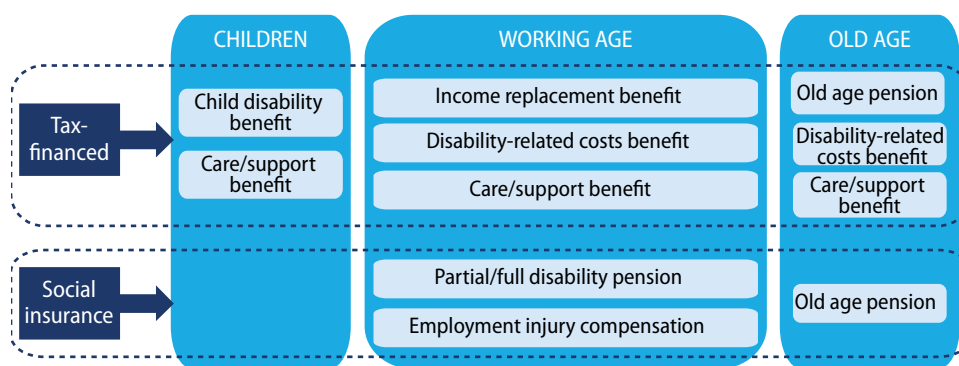 CHILDREN
WORKING AGE
OLD AGE
Tax-
financed
Child disability
benefit
Care/support
benefit
Income replacement benefit
Disability-related costs benefit
Care/support benefit
Old age pension
Disability-related
costs benefit
Care/support
benefit
Social
insurance
Partial/full disability pension
Employment injury compensation
Old age pension